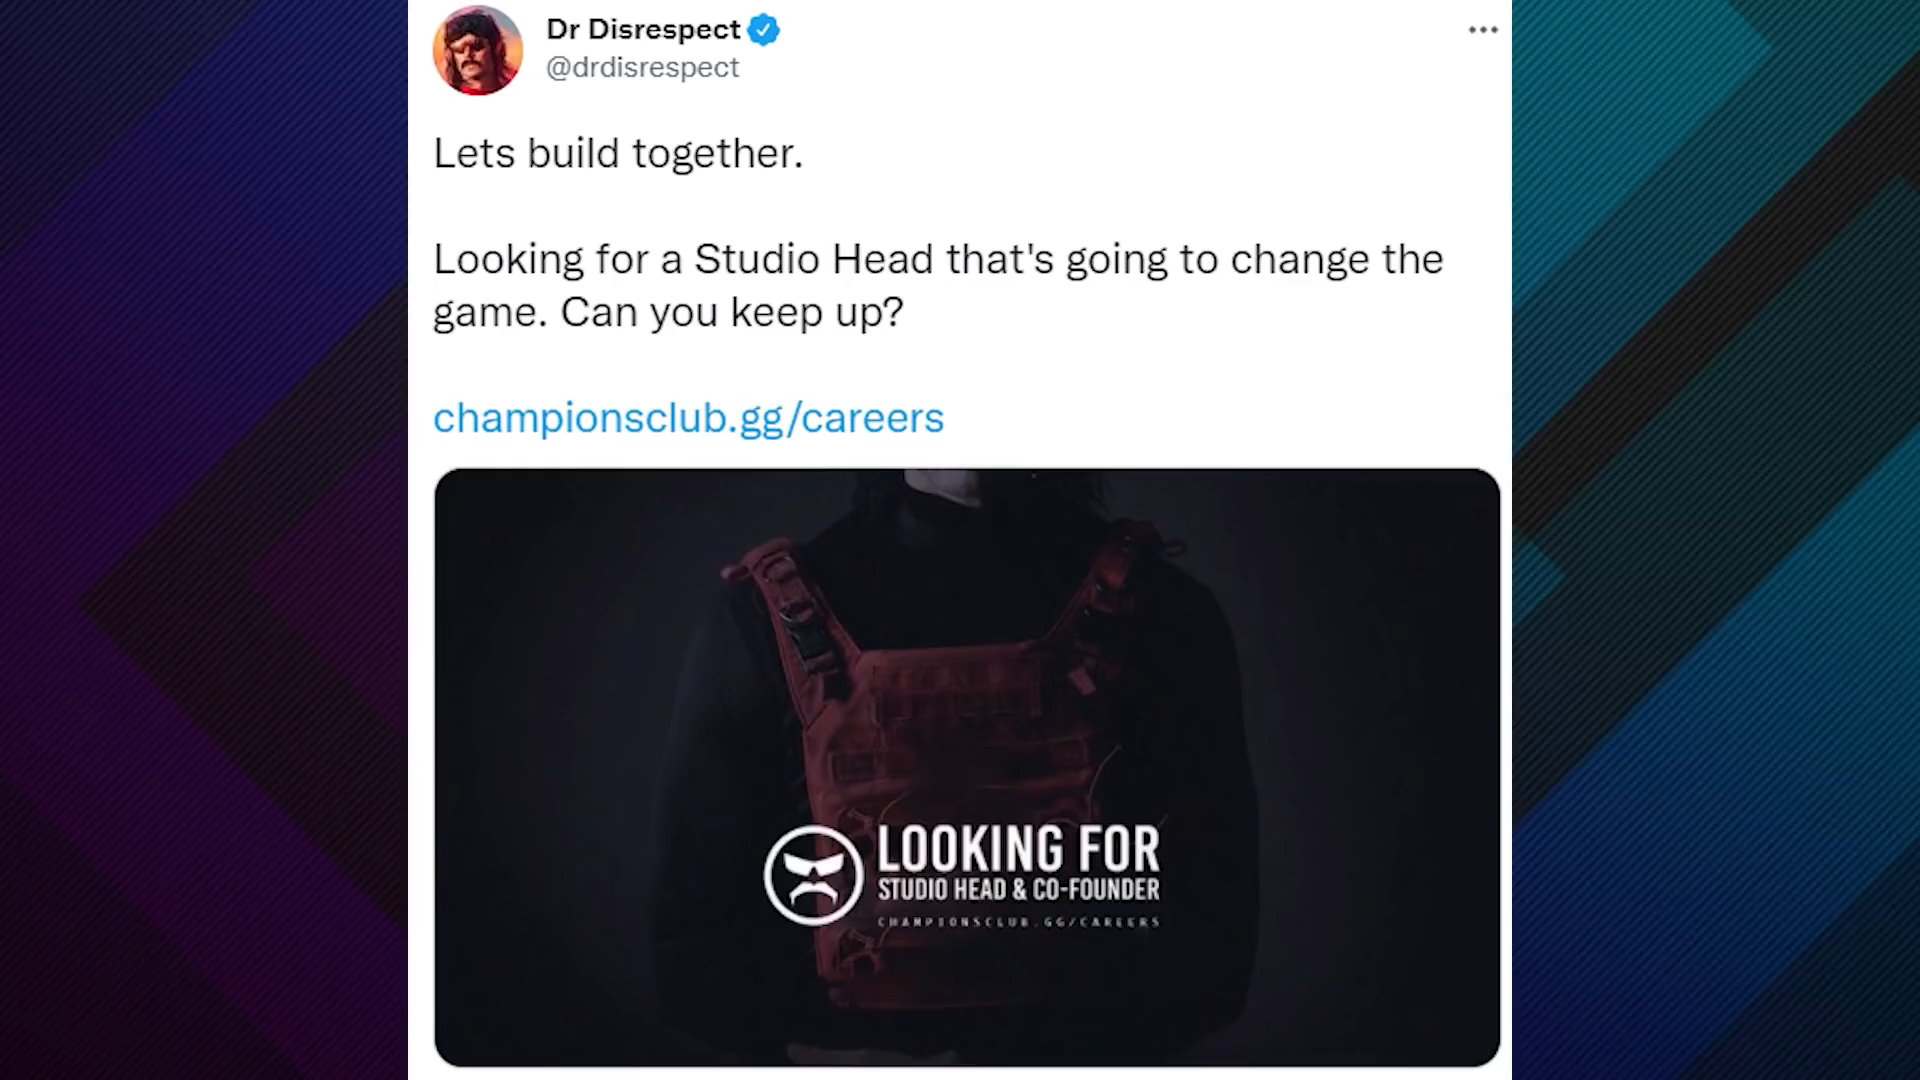 Dr Disrespect
@drdisrespect
Lets build together.
Looking for a Studio Head that's going to change the
game. Can you keep up?
championsclub.gg/careers
LOOKING FOR
STUDIO HEAD & CO-FOUNDER
CHAMPIONSCLUB.GG/CAREERS